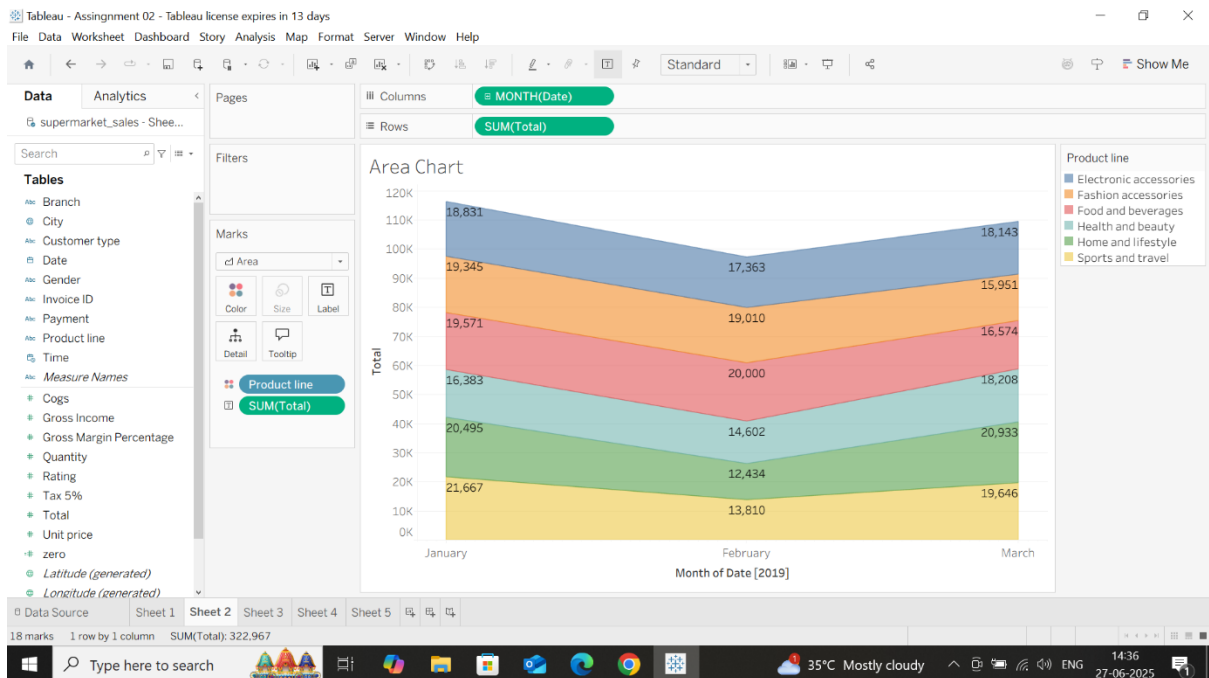 Tableau - Assingnment 02 - Tableau license expires in 13 days
File Data Worksheet Dashboard Story Analysis Map Format Server Window Help
Standard
Show Me
Data Analytics
supermarket_sales - Shee...
Search
Tables
Abc Branch
City
Abc Customer type
Date
Abc Gender
Abc Invoice ID
Abc Payment
Abc Product line
Time
Abc Measure Names
Cogs
Gross Income
Gross Margin Percentage
Quantity
Rating
Tax 5%
Total
Unit price
zero
Latitude (generated)
Longitude (generated)
Pages
Filters
Marks
Area
Color Size Label
Detail Tooltip
Product line
SUM(Total)
Columns MONTH(Date)
Rows SUM(Total)
Area Chart
Total
120K
110K
100K
90K
80K
70K
60K
50K
40K
30K
20K
10K
0K
18,831 17,363 18,143
19,345 19,010 15,951
19,571 20,000 16,574
16,383 14,602 18,208
20,495 12,434 20,933
21,667 13,810 19,646
January February March
Month of Date [2019]
Product line
Electronic accessories
Fashion accessories
Food and beverages
Health and beauty
Home and lifestyle
Sports and travel
Data Source Sheet 1 Sheet 2 Sheet 3 Sheet 4 Sheet 5
18 marks 1 row by 1 column SUM(Total): 322,967
Type here to search
35°C Mostly cloudy
ENG
14:36
27-06-2025
1